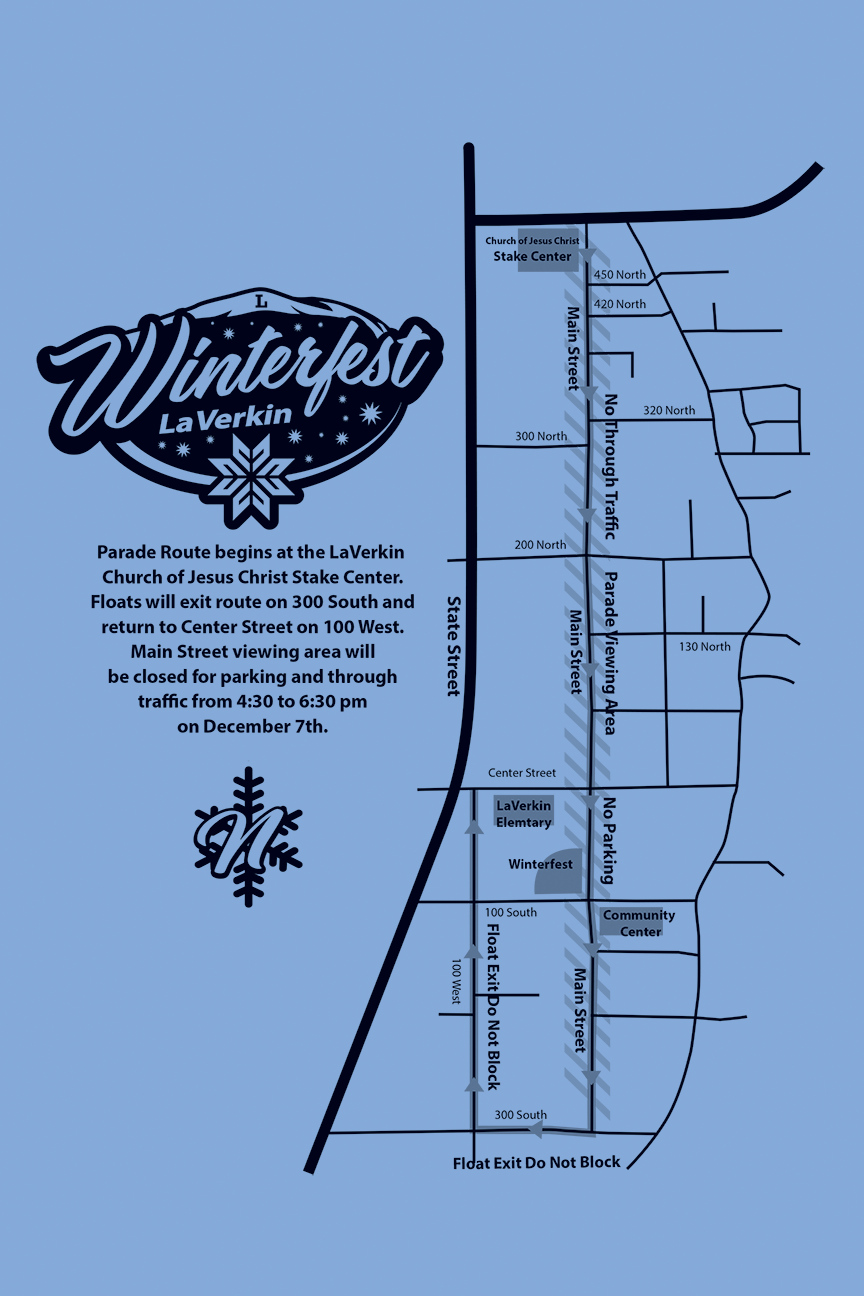 L
Winterfest
LaVerkin
Parade Route begins at the LaVerkin
Church of Jesus Christ Stake Center.
Floats will exit route on 300 South and
return to Center Street on 100 West.
Main Street viewing area will
be closed for parking and through
traffic from 4:30 to 6:30 pm
on December 7th.
N
Church of Jesus Christ
Stake Center
450 North
420 North
Main Street
No Through Traffic
320 North
300 North
200 North
State Street
Parade Viewing Area
Main Street
130 North
Center Street
LaVerkin
Elemtary
No Parking
Winterfest
100 South
Community
Center
Float Exit Do Not Block
100 West
Main Street
300 South
Float Exit Do Not Block